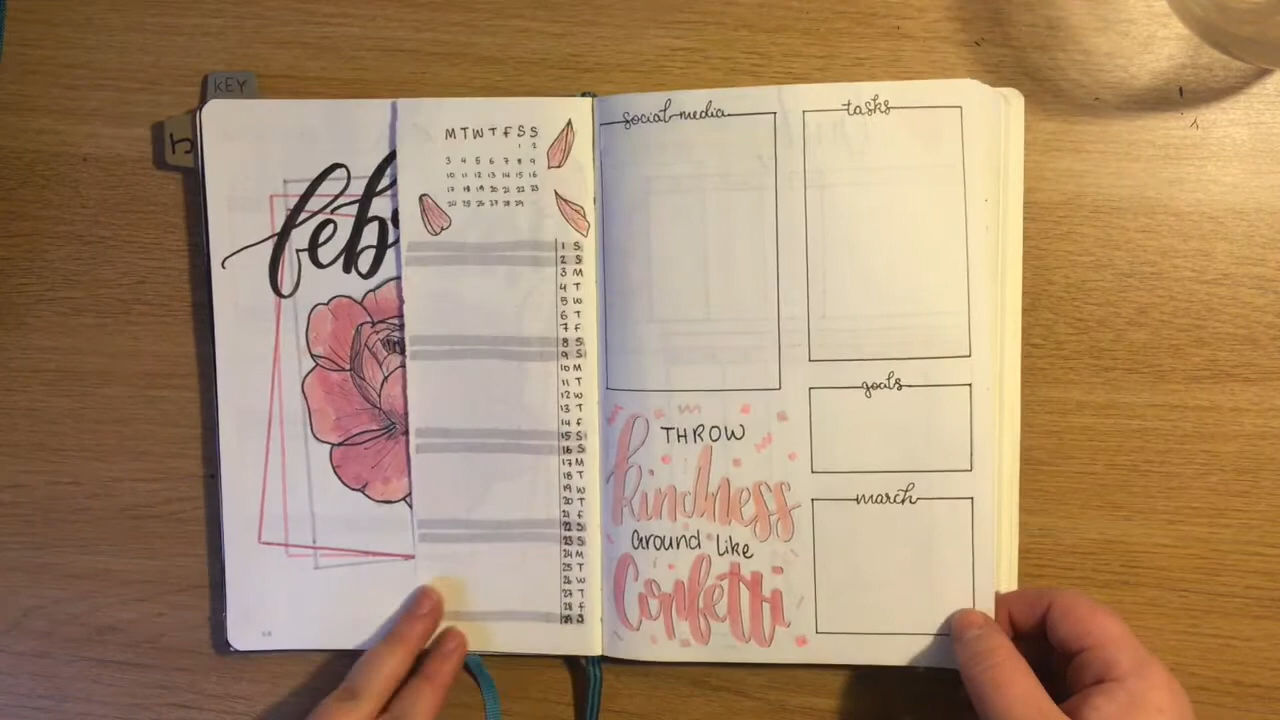 KEY
feb
M T W T F S S
1 2
3 4 5 6 7 8 9
10 11 12 13 14 15 16
17 18 19 20 21 22 23
24 25 26 27 28 29
1 S
2 S
3 M
4 T
5 W
6 T
7 F
8 S
9 S
10 M
11 T
12 W
13 T
14 F
15 S
16 S
17 M
18 T
19 W
20 T
21 F
22 S
23 S
24 M
25 T
26 W
27 T
28 F
29 S
social media
tasks
goals
march
THROW
kindness
around like
Confetti